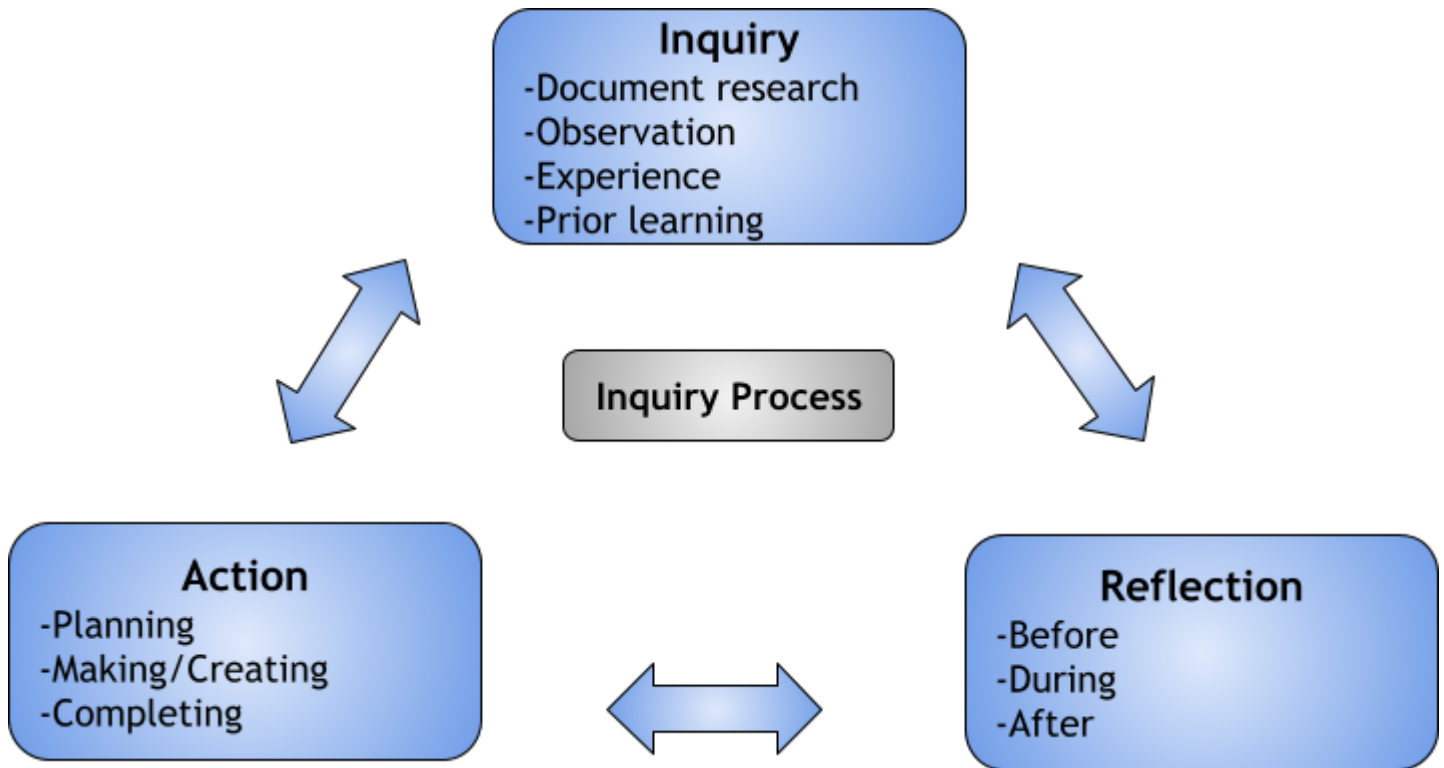 Inquiry
-Document research
-Observation
-Experience
-Prior learning
Inquiry Process
Action
-Planning
-Making/Creating
-Completing
Reflection
-Before
-During
-After